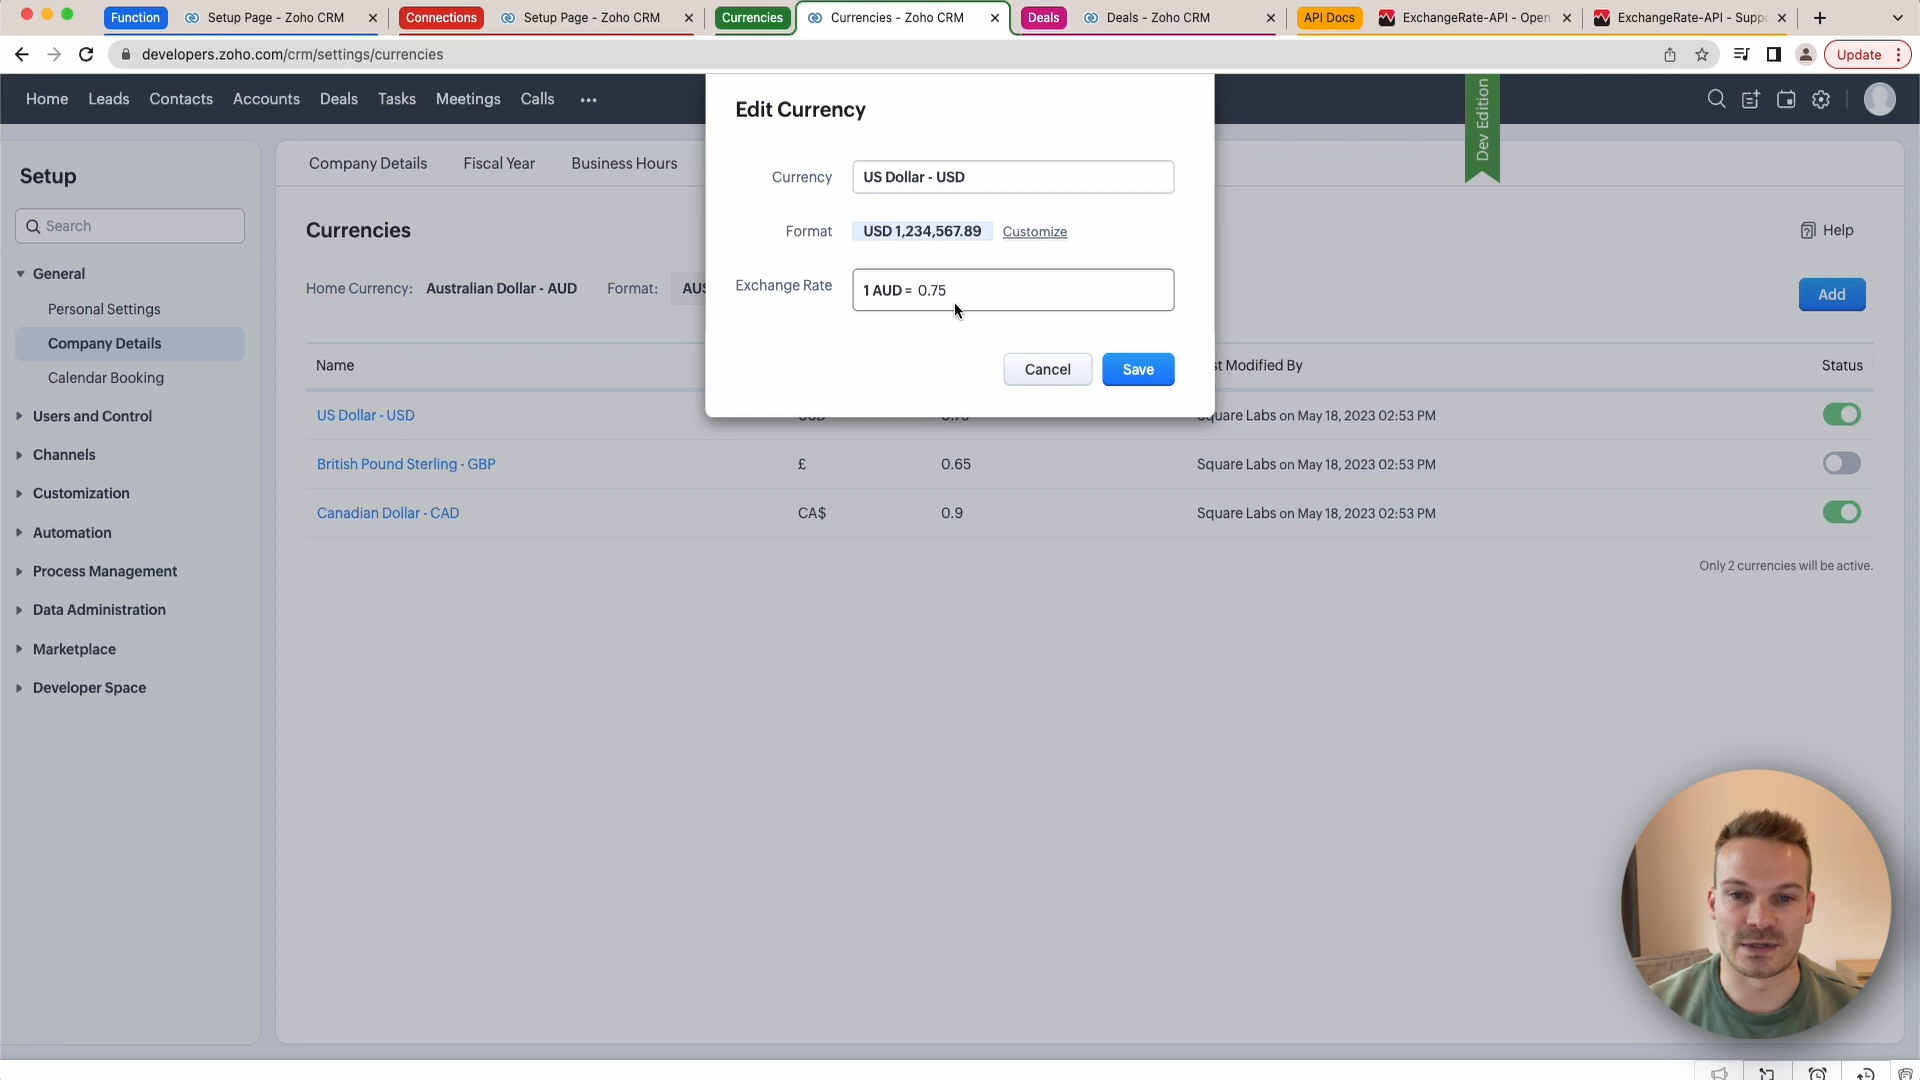 Function
Setup Page - Zoho CRM
Connections
Setup Page - Zoho CRM
Currencies
Currencies - Zoho CRM
Deals
Deals - Zoho CRM
API Docs
ExchangeRate-API - Open
ExchangeRate-API - Supp
developers.zoho.com/crm/settings/currencies
Update
Home
Leads
Contacts
Accounts
Deals
Tasks
Meetings
Calls
Dev Edition
Setup
Search
General
Personal Settings
Company Details
Calendar Booking
Users and Control
Channels
Customization
Automation
Process Management
Data Administration
Marketplace
Developer Space
Company Details
Fiscal Year
Business Hours
Currencies
Help
Home Currency: Australian Dollar - AUD
Format:
Add
Edit Currency
Currency
US Dollar - USD
Format
USD 1,234,567.89
Customize
Exchange Rate
1 AUD = 0.75
Cancel
Save
Name
Modified By
Status
US Dollar - USD
Square Labs on May 18, 2023 02:53 PM
British Pound Sterling - GBP
£
0.65
Square Labs on May 18, 2023 02:53 PM
Canadian Dollar - CAD
CA$
0.9
Square Labs on May 18, 2023 02:53 PM
Only 2 currencies will be active.